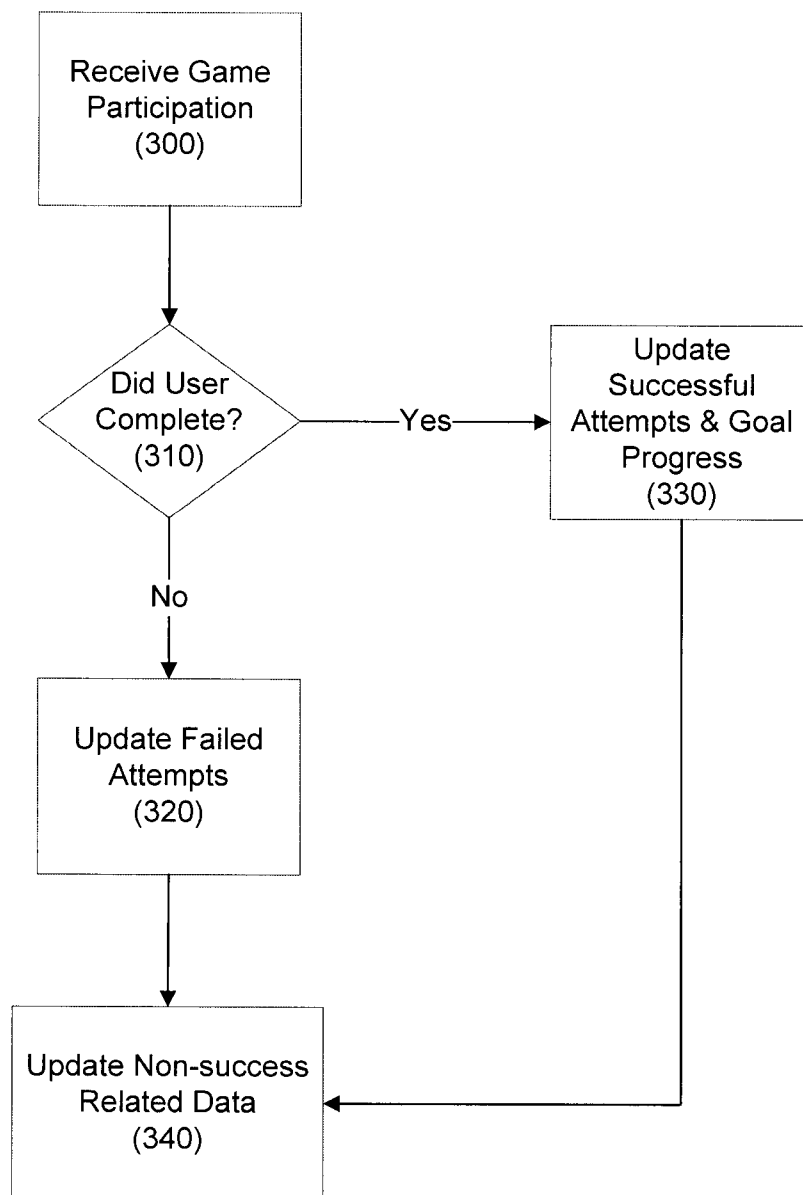 Receive Game
Participation
(300)
Did User
Complete?
(310)
Yes
Update
Successful
Attempts & Goal
Progress
(330)
No
Update Failed
Attempts
(320)
Update Non-success
Related Data
(340)